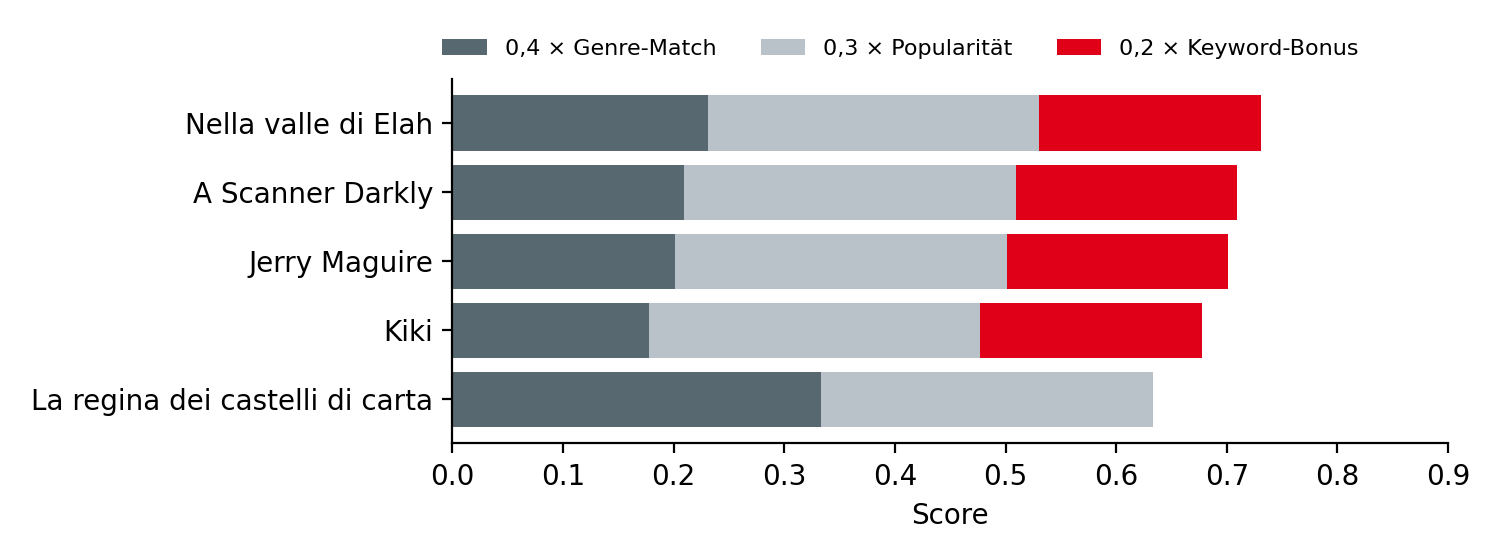 0,4 × Genre-Match 0,3 × Popularität 0,2 × Keyword-Bonus
Nella valle di Elah
A Scanner Darkly
Jerry Maguire
Kiki
La regina dei castelli di carta
0.0 0.1 0.2 0.3 0.4 0.5 0.6 0.7 0.8 0.9
Score